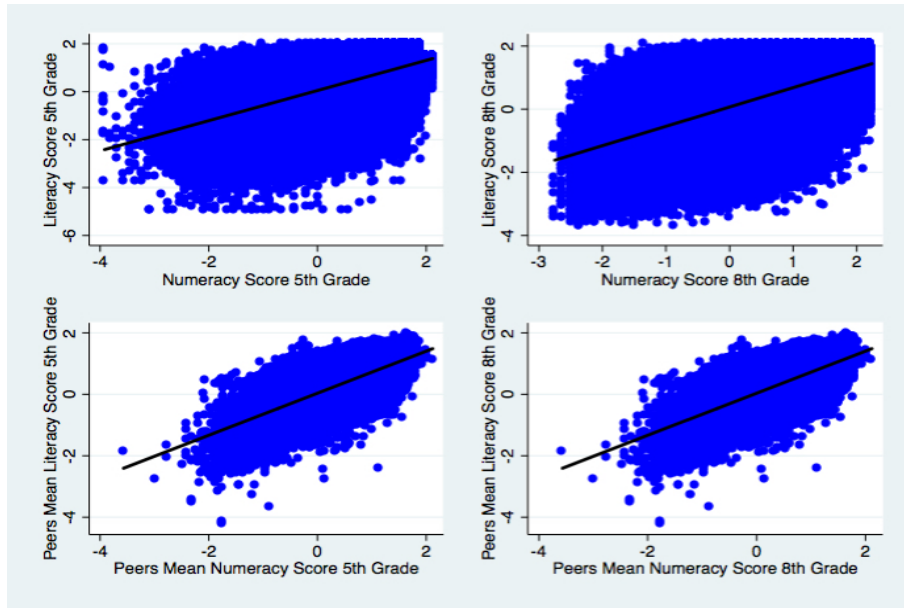 Literacy Score 5th Grade
2
0
-2
-4
-6
-4 -2 0 2
Numeracy Score 5th Grade
Literacy Score 8th Grade
2
0
-2
-4
-3 -2 -1 0 1 2
Numeracy Score 8th Grade
Peers Mean Literacy Score 5th Grade
2
0
-2
-4
-4 -2 0 2
Peers Mean Numeracy Score 5th Grade
Peers Mean Literacy Score 8th Grade
2
0
-2
-4
-4 -2 0 2
Peers Mean Numeracy Score 8th Grade